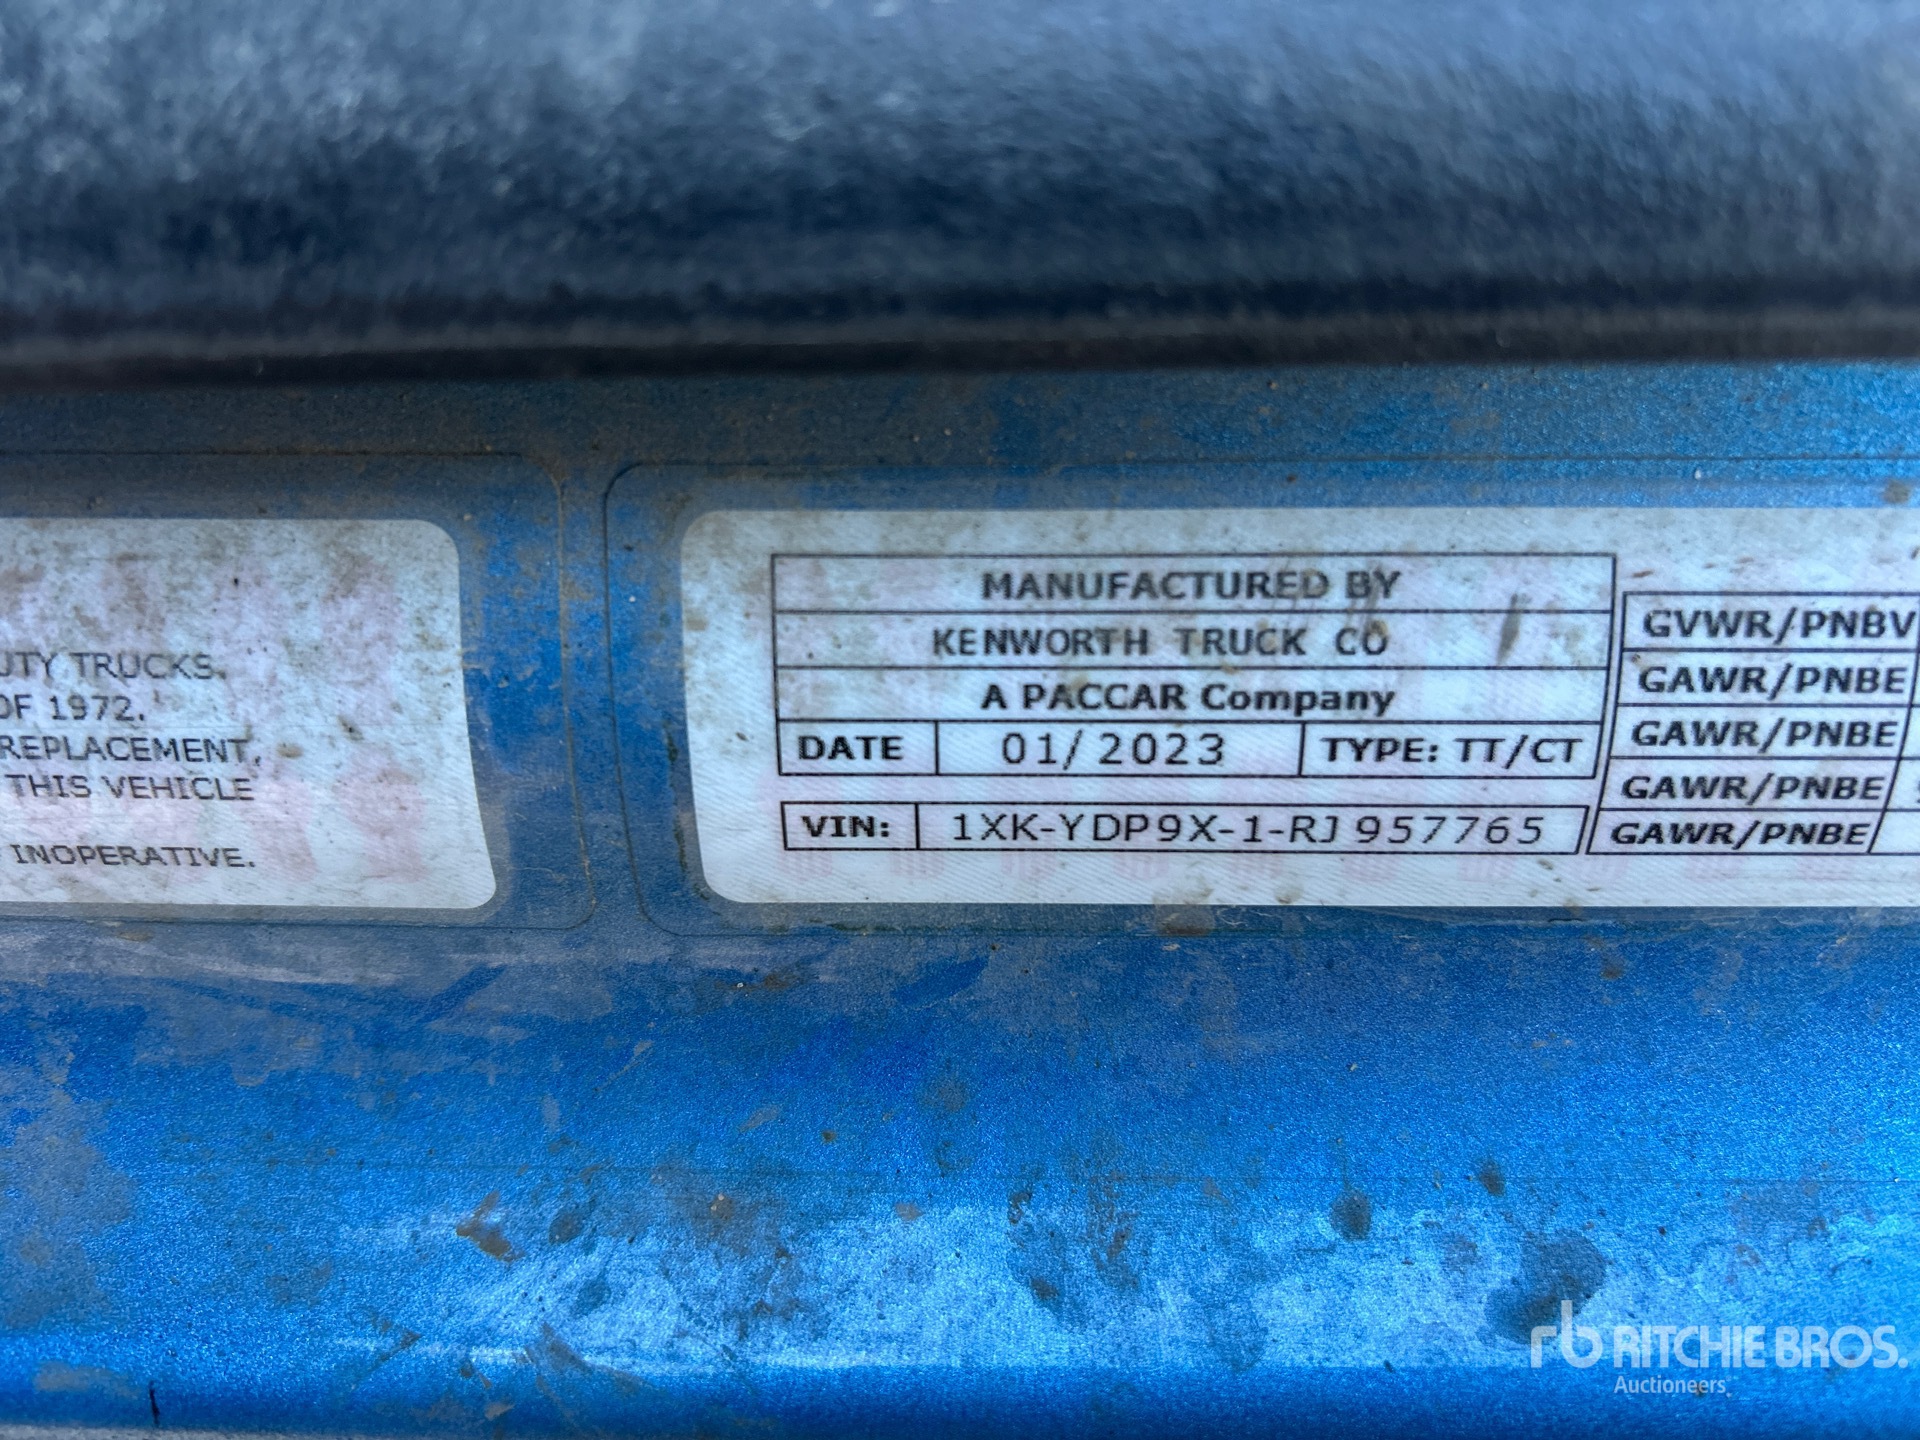 UTY TRUCKS.
OF 1972.
REPLACEMENT,
THIS VEHICLE
INOPERATIVE.
MANUFACTURED BY
KENWORTH TRUCK CO
A PACCAR Company
DATE 01/2023 TYPE: TT/CT
VIN: 1XK-YDP9X-1-RJ957765
GVWR/PNBV
GAWR/PNBE
GAWR/PNBE
GAWR/PNBE
GAWR/PNBE
rb RITCHIE BROS.
Auctioneers